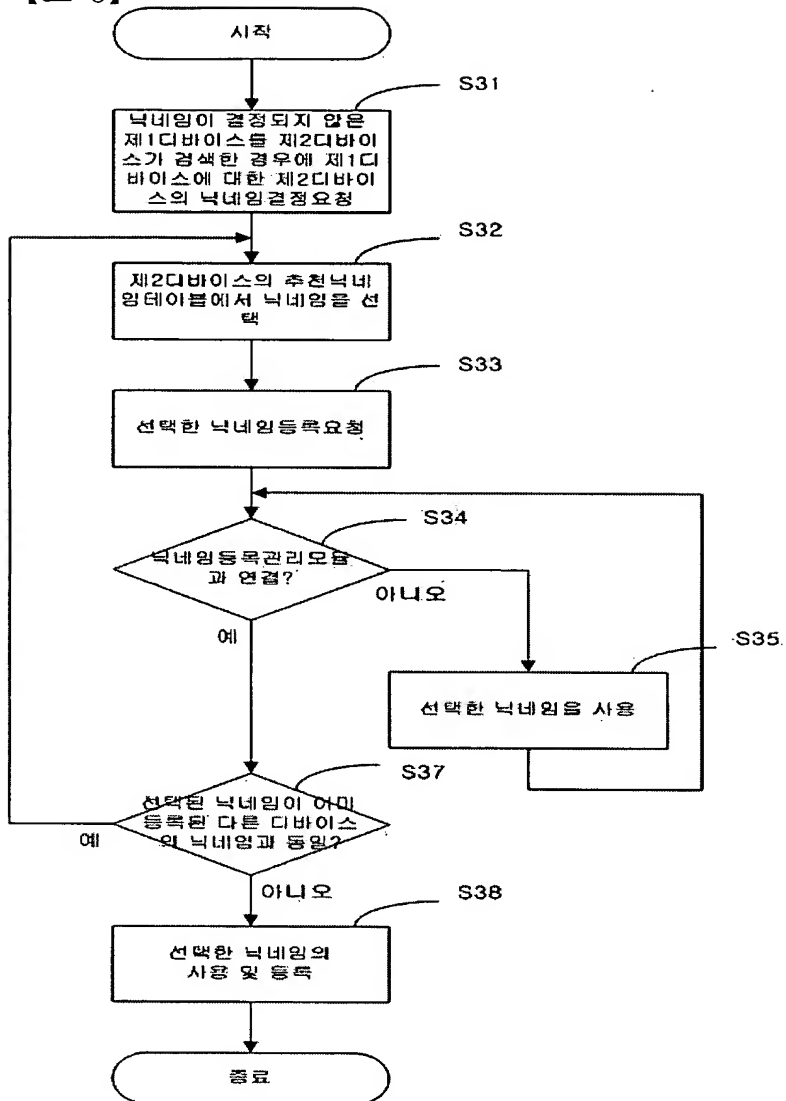 시작
S31
닉네임이 결정되지 않은
제1디바이스를 제2디바이
스가 검색한 경우에 제1디
바이스에 대한 제2디바이
스의 닉네임결정요청
S32
제2디바이스의 추천닉네
임테이블에서 닉네임을 선
택
S33
선택한 닉네임등록요청
S34
닉네임등록관리모듈
과 연결?
아니오
예
S35
선택한 닉네임을 사용
S37
선택된 닉네임이 이미
등록된 다른 디바이스
의 닉네임과 동일?
예
아니오
S38
선택한 닉네임의
사용 및 등록
종료